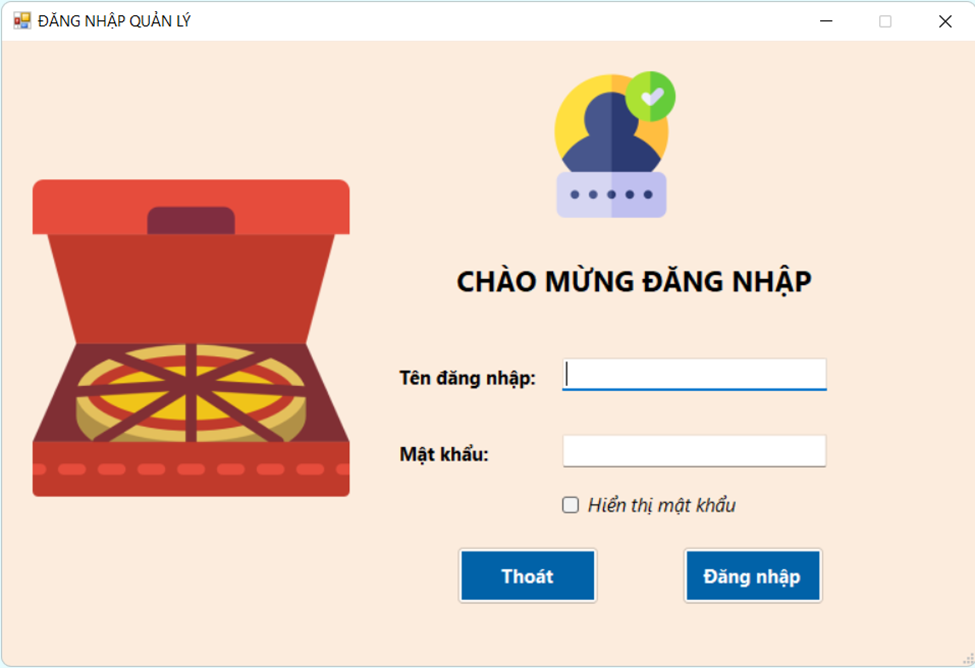 ĐĂNG NHẬP QUẢN LÝ
CHÀO MỪNG ĐĂNG NHẬP
Tên đăng nhập:
Mật khẩu:
Hiển thị mật khẩu
Thoát
Đăng nhập